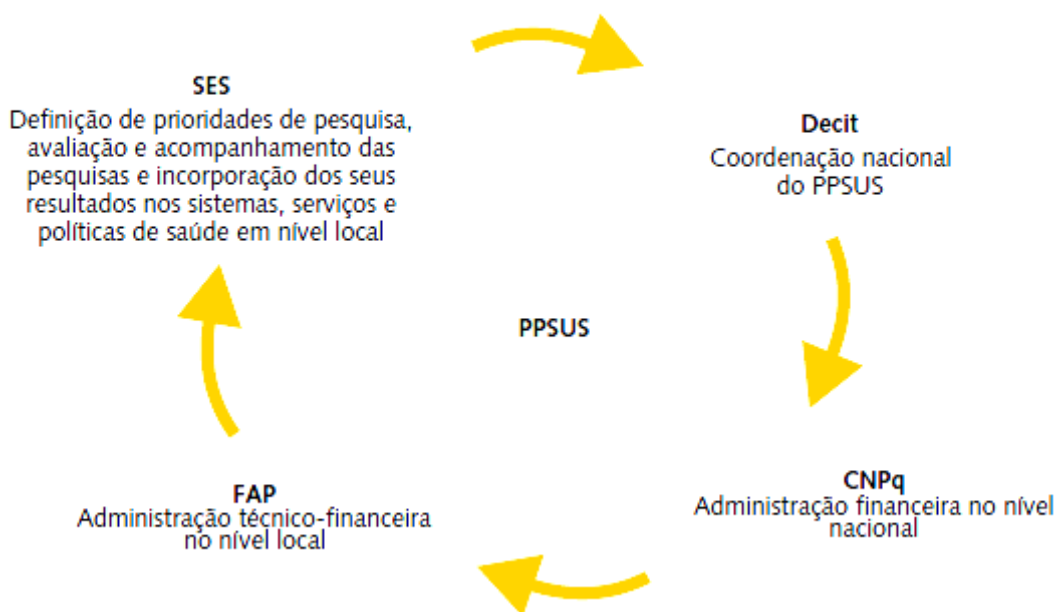 SES
Definição de prioridades de pesquisa,
avaliação e acompanhamento das
pesquisas e incorporação dos seus
resultados nos sistemas, serviços e
políticas de saúde em nível local
Decit
Coordenação nacional
do PPSUS
PPSUS
FAP
Administração técnico-financeira
no nível local
CNPq
Administração financeira no nível
nacional